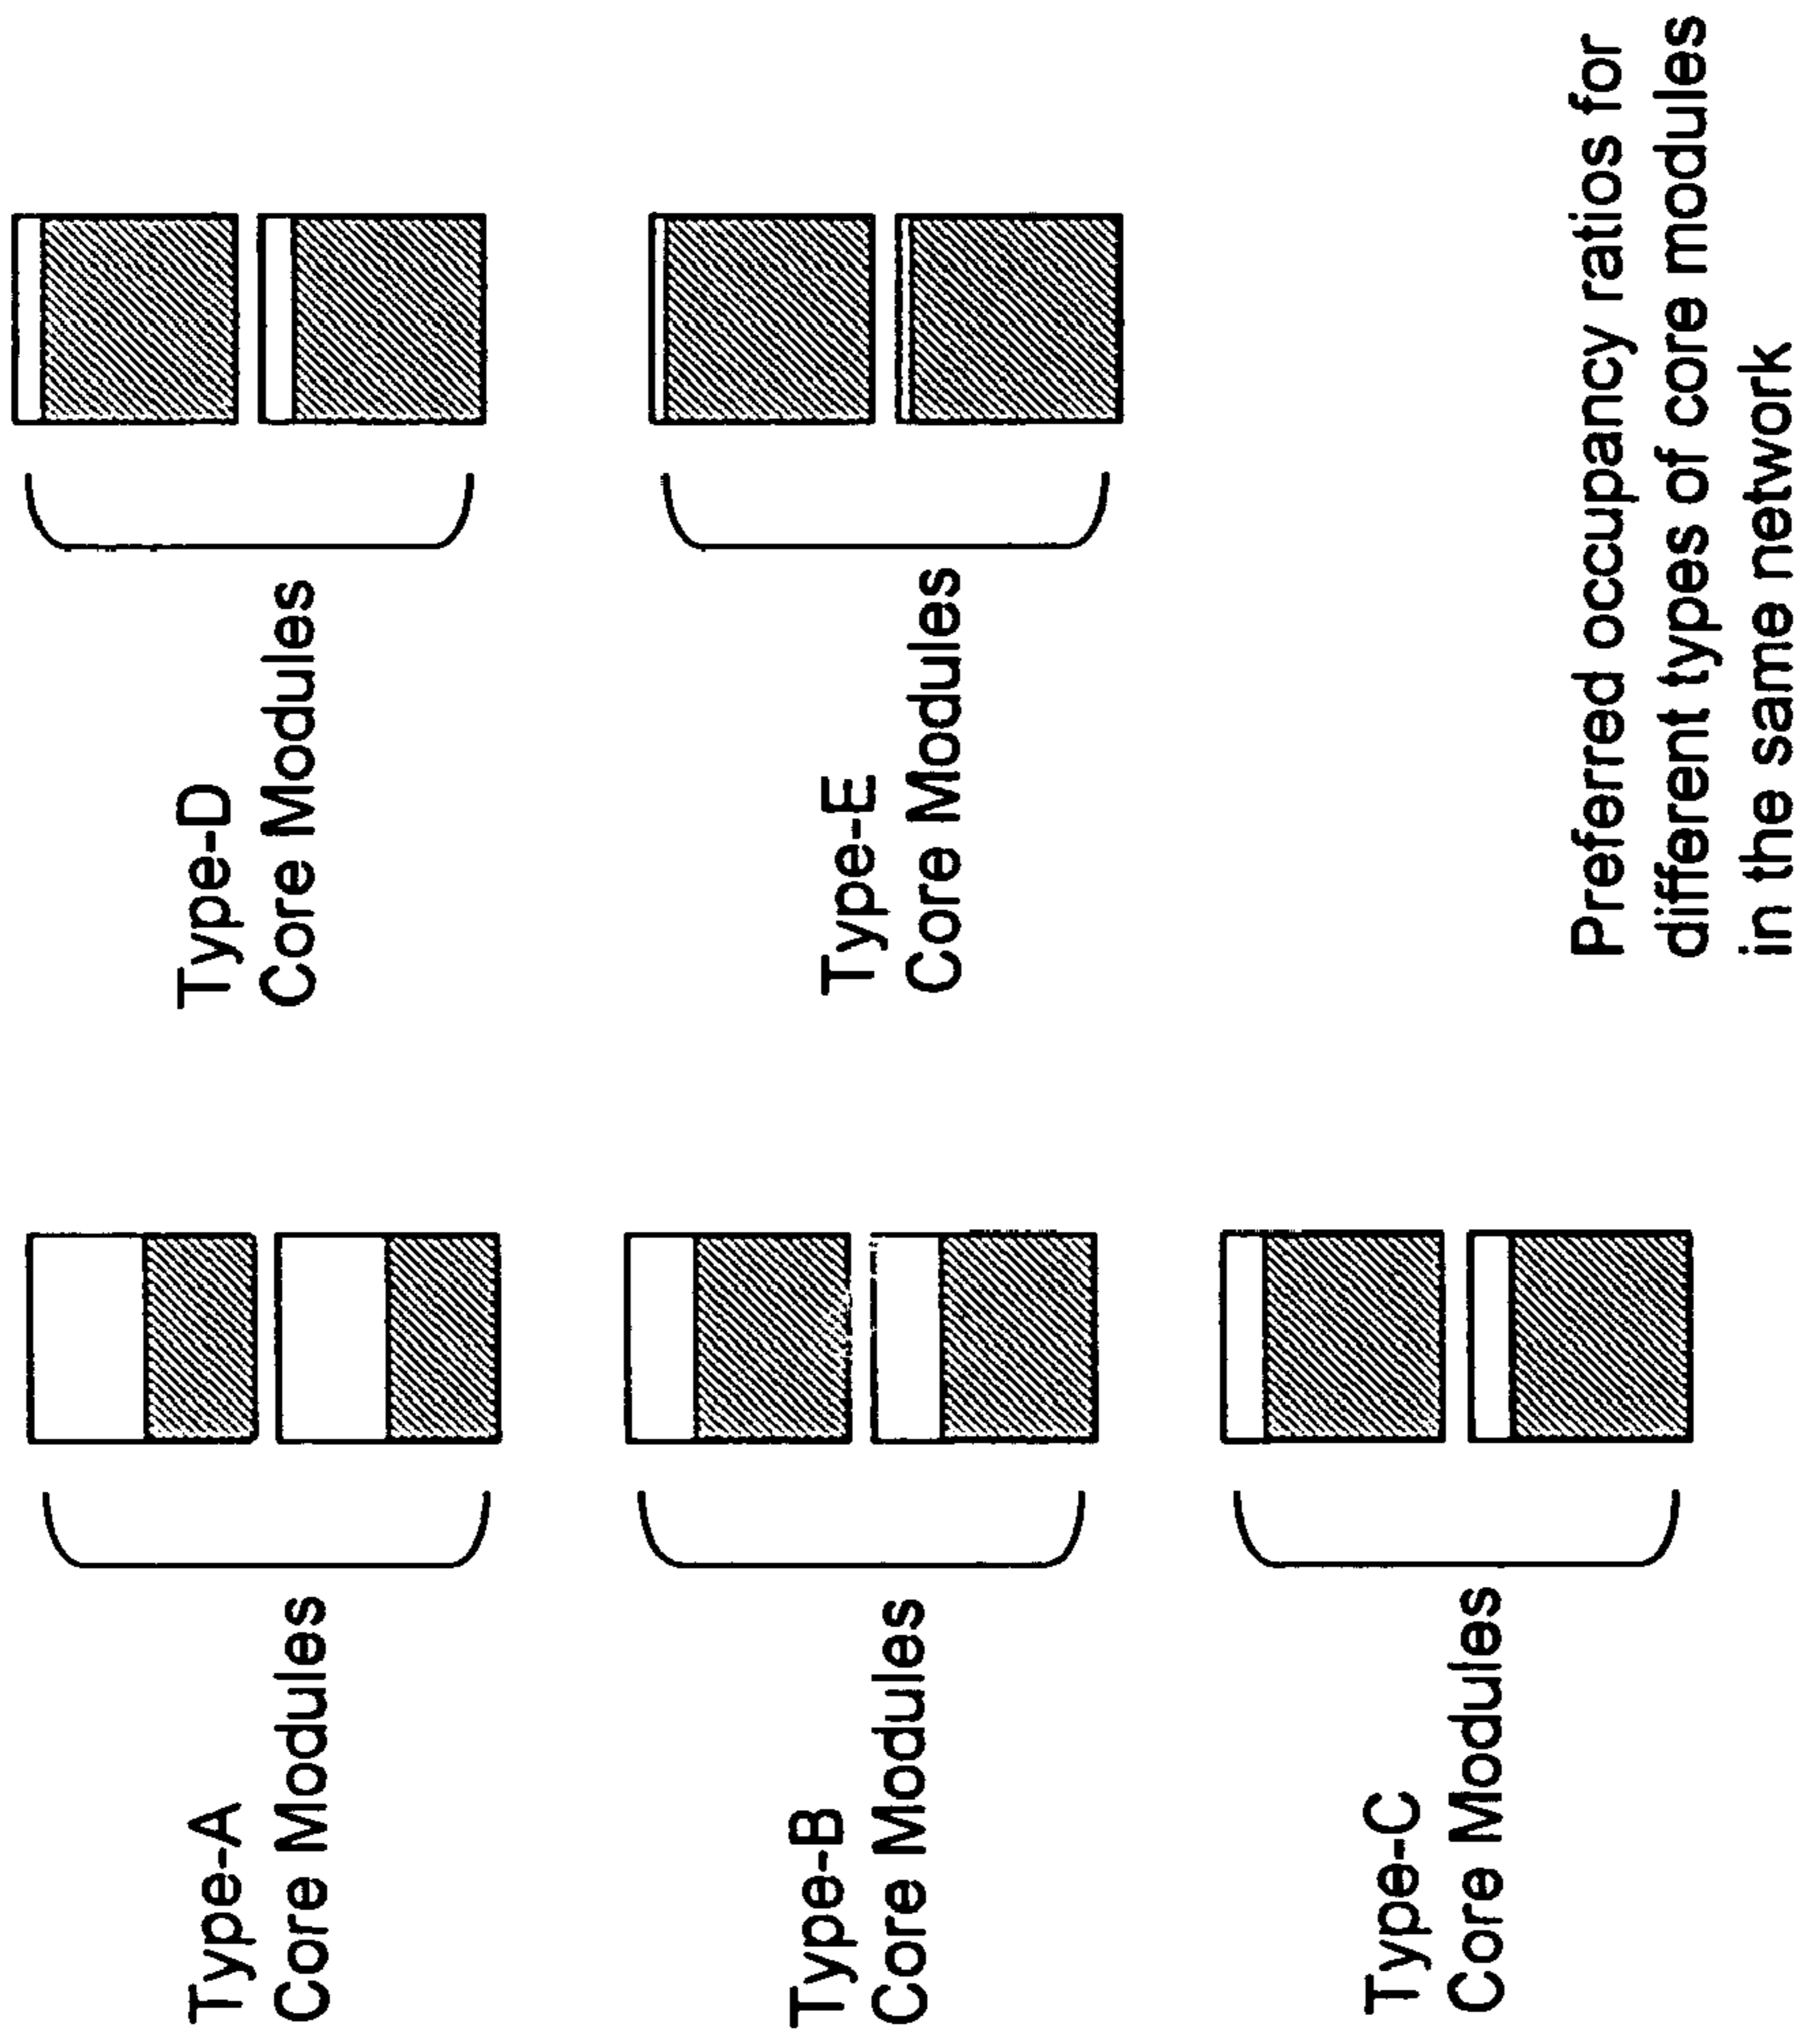 Type-A
Core Modules
Type-B
Core Modules
Type-C
Core Modules
Type-D
Core Modules
Type-E
Core Modules
Preferred occupancy ratios for
different types of core modules
in the same network